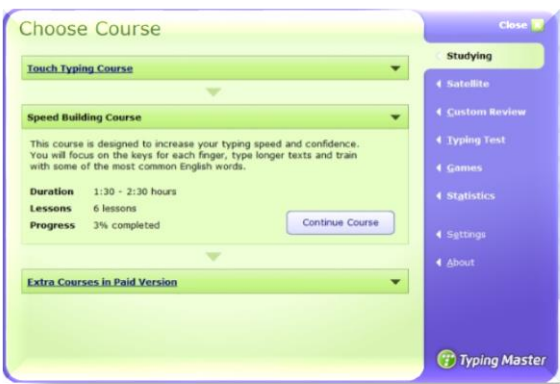 Choose Course
Touch Typing Course
Speed Building Course
This course is designed to increase your typing speed and confidence.
You will focus on the keys for each finger, type longer texts and train
with some of the most common English words.
Duration 1:30 - 2:30 hours
Lessons 6 lessons
Progress 3% completed
Continue Course
Extra Courses in Paid Version
Close
Studying
Satellite
Custom Review
Typing Test
Games
Statistics
Settings
About
Typing Master